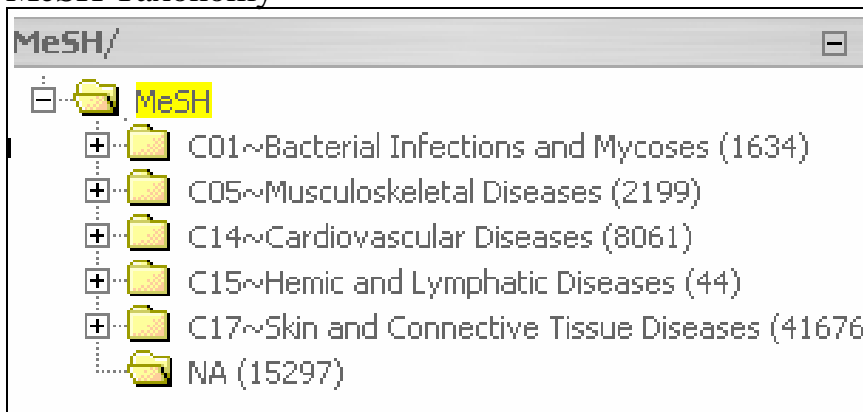 MeSH/
MeSH
C01~Bacterial Infections and Mycoses (1634)
C05~Musculoskeletal Diseases (2199)
C14~Cardiovascular Diseases (8061)
C15~Hemic and Lymphatic Diseases (44)
C17~Skin and Connective Tissue Diseases (41676
NA (15297)